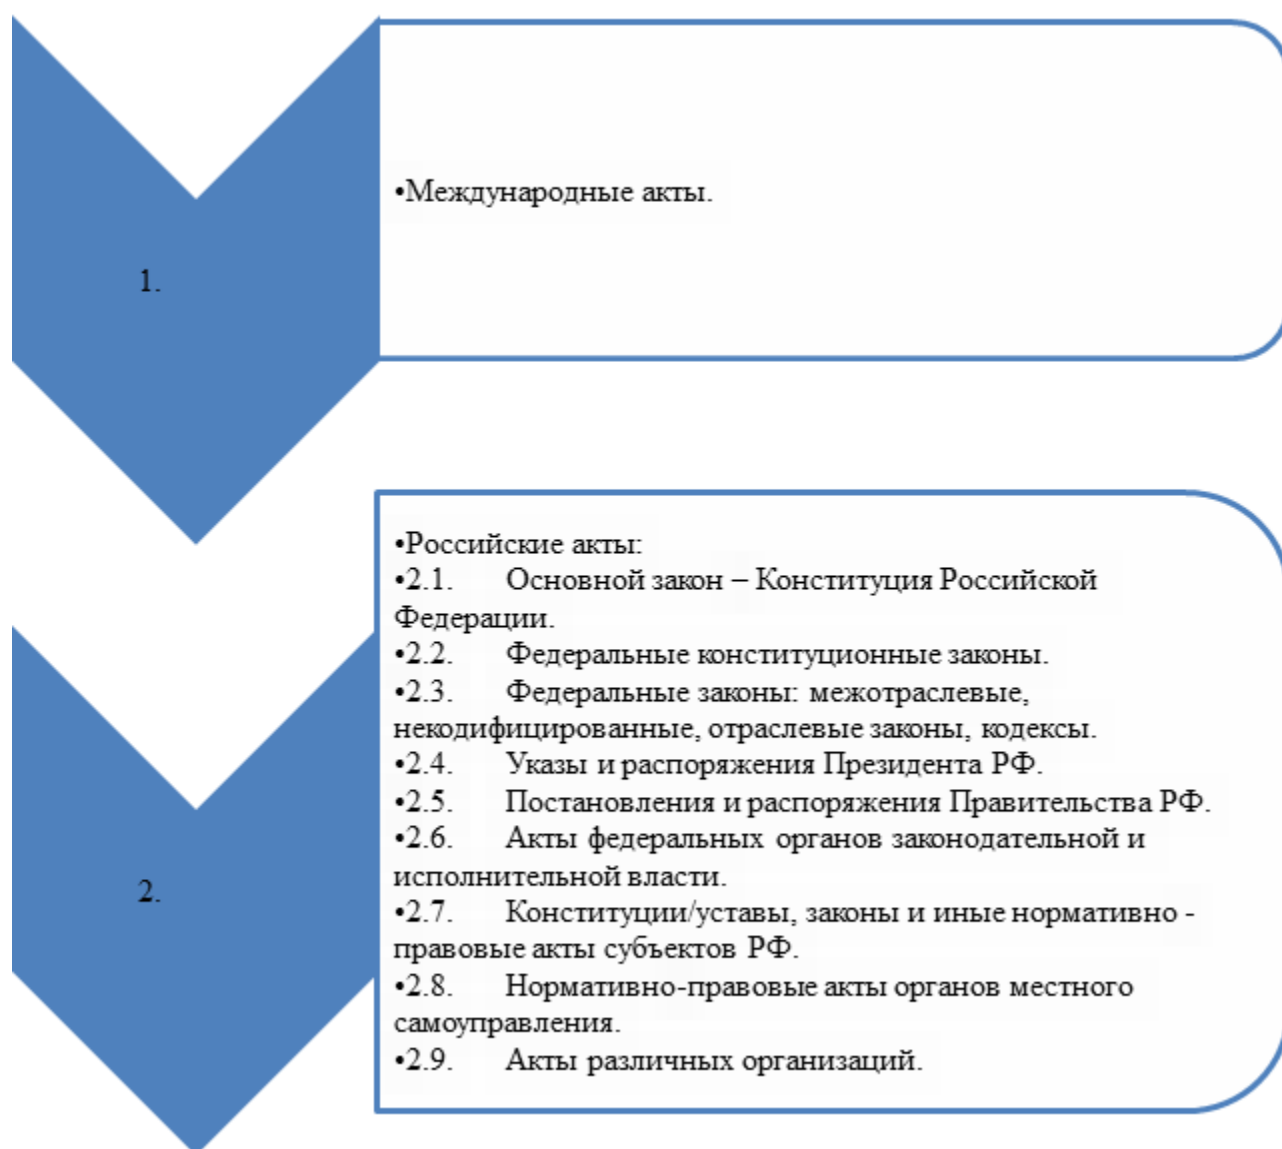 1.
•Международные акты.
2.
•Российские акты:
•2.1. Основной закон – Конституция Российской
Федерации.
•2.2. Федеральные конституционные законы.
•2.3. Федеральные законы: межотраслевые,
некодифицированные, отраслевые законы, кодексы.
•2.4. Указы и распоряжения Президента РФ.
•2.5. Постановления и распоряжения Правительства РФ.
•2.6. Акты федеральных органов законодательной и
исполнительной власти.
•2.7. Конституции/уставы, законы и иные нормативно -
правовые акты субъектов РФ.
•2.8. Нормативно-правовые акты органов местного
самоуправления.
•2.9. Акты различных организаций.